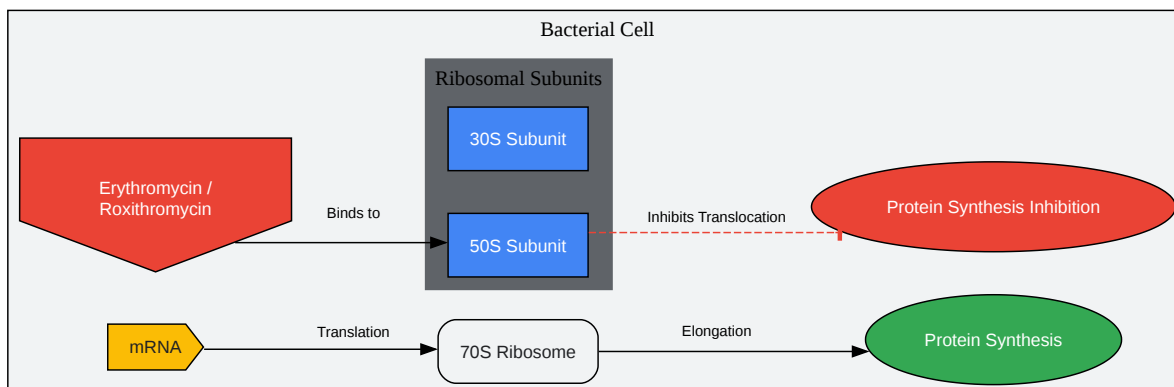 Bacterial Cell
Ribosomal Subunits
30S Subunit
Erythromycin /
Roxithromycin
Binds to
50S Subunit
Inhibits Translocation
Protein Synthesis Inhibition
mRNA
Translation
70S Ribosome
Elongation
Protein Synthesis